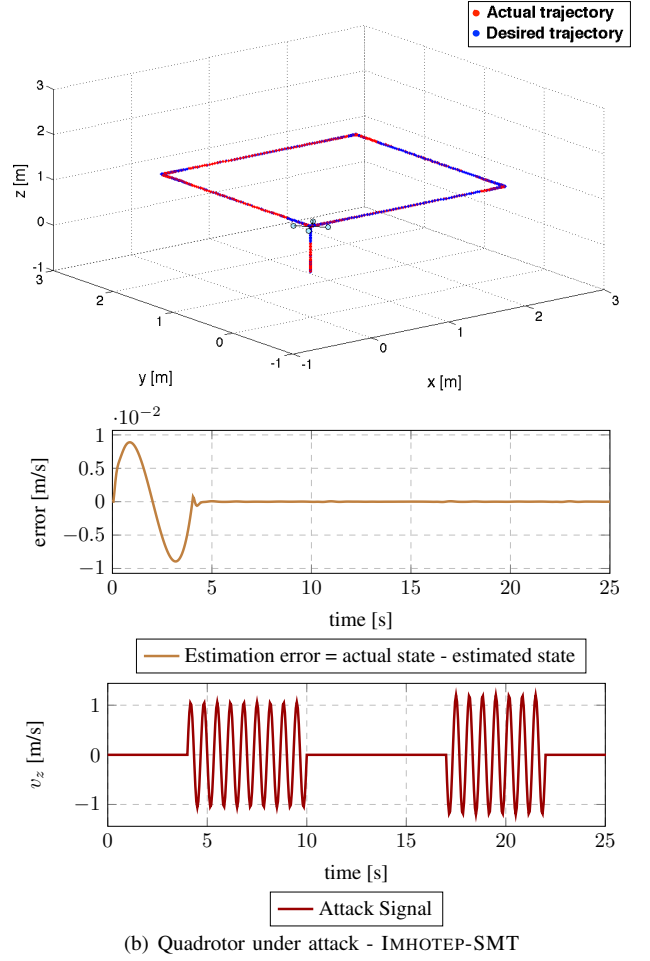 Actual trajectory
Desired trajectory
3
2
1
0
-1
z [m]
3
2
1
0
-1
y [m]
-1
0
1
2
3
x [m]
·10−2
1
0.5
0
−0.5
−1
error [m/s]
0 5 10 15 20 25
time [s]
Estimation error = actual state - estimated state
1
0
−1
vz [m/s]
0 5 10 15 20 25
time [s]
Attack Signal
(b) Quadrotor under attack - IMHOTEP-SMT